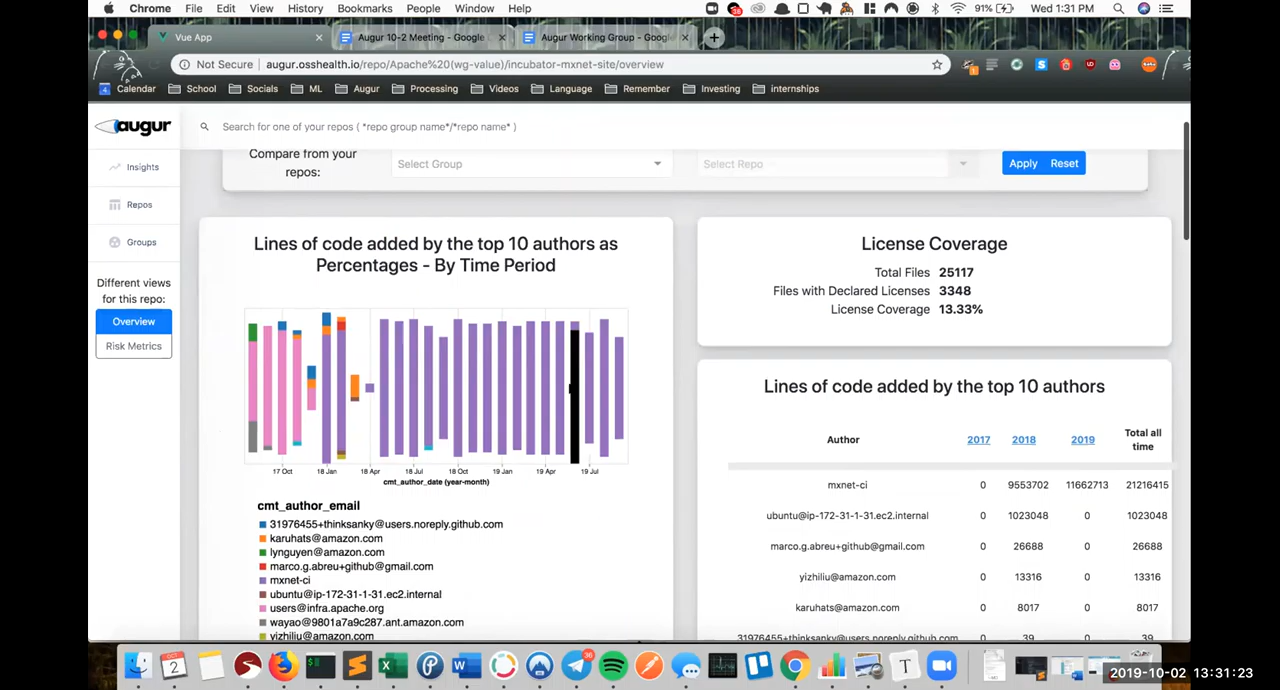 Chrome File Edit View History Bookmarks People Window Help 91% Wed 1:31 PM
Vue App Augur 10-2 Meeting - Google Augur Working Group - Google
Not Secure augur.osshealth.io/repo/Apache%20(wg-value)/incubator-mxnet-site/overview
Calendar School Socials ML Augur Processing Videos Language Remember Investing internships
augur
Search for one of your repos ( *repo group name*/*repo name* )
Insights
Repos
Groups
Different views
for this repo:
Overview
Risk Metrics
Compare from your
repos:
Select Group
Select Repo
Apply Reset
Lines of code added by the top 10 authors as
Percentages - By Time Period
17 Oct 18 Jan 18 Apr 18 Jul 18 Oct 19 Jan 19 Apr 19 Jul
cmt_author_date (year-month)
cmt_author_email
31976455+thinksanky@users.noreply.github.com
karuhats@amazon.com
lynguyen@amazon.com
marco.g.abreu+github@gmail.com
mxnet-ci
ubuntu@ip-172-31-1-31.ec2.internal
users@infra.apache.org
wayao@9801a7a9c287.ant.amazon.com
yizhiliu@amazon.com
License Coverage
Total Files 25117
Files with Declared Licenses 3348
License Coverage 13.33%
Lines of code added by the top 10 authors
Author 2017 2018 2019 Total all time
mxnet-ci 0 9553702 11662713 21216415
ubuntu@ip-172-31-1-31.ec2.internal 0 1023048 0 1023048
marco.g.abreu+github@gmail.com 0 26688 0 26688
yizhiliu@amazon.com 0 13316 0 13316
karuhats@amazon.com 0 8017 0 8017
31976455+thinksanky@users.noreply.github.com 0 39 0 39
2019-10-02 13:31:23